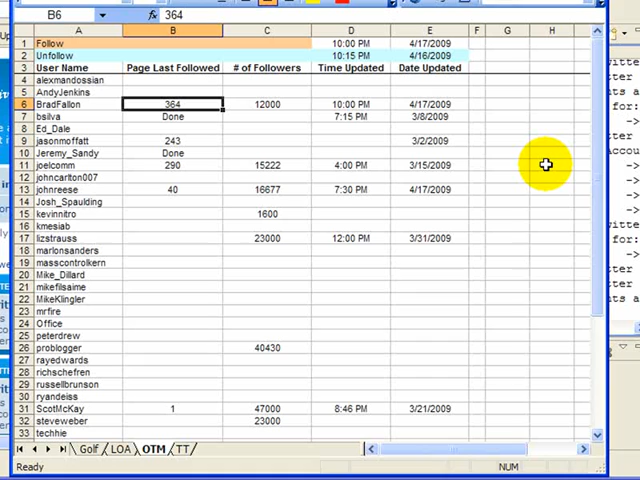 B6 364
A B C D E F G H
1 Follow 10:00 PM 4/17/2009
2 Unfollow 10:15 PM 4/16/2009
3 User Name Page Last Followed # of Followers Time Updated Date Updated
4 alexmandossian
5 AndyJenkins
6 BradFallon 364 12000 10:00 PM 4/17/2009
7 bsilva Done 7:15 PM 3/8/2009
8 Ed_Dale
9 jasonmoffatt 243 3/2/2009
10 Jeremy_Sandy Done
11 joelcomm 290 15222 4:00 PM 3/15/2009
12 johncarlton007
13 johnreese 40 16677 7:30 PM 4/17/2009
14 Josh_Spaulding
15 kevinnitro 1600
16 kmesiab
17 lizstrauss 23000 12:00 PM 3/31/2009
18 marlonsanders
19 masscontrolkern
20 Mike_Dillard
21 mikefilsaime
22 MikeKlingler
23 mrfire
24 Office
25 peterdrew
26 problogger 40430
27 rayedwards
28 richschefren
29 russellbrunson
30 ryandeiss
31 ScotMcKay 1 47000 8:46 PM 3/21/2009
32 steveweber 23000
33 techhie
Golf LOA OTM TT
Ready NUM